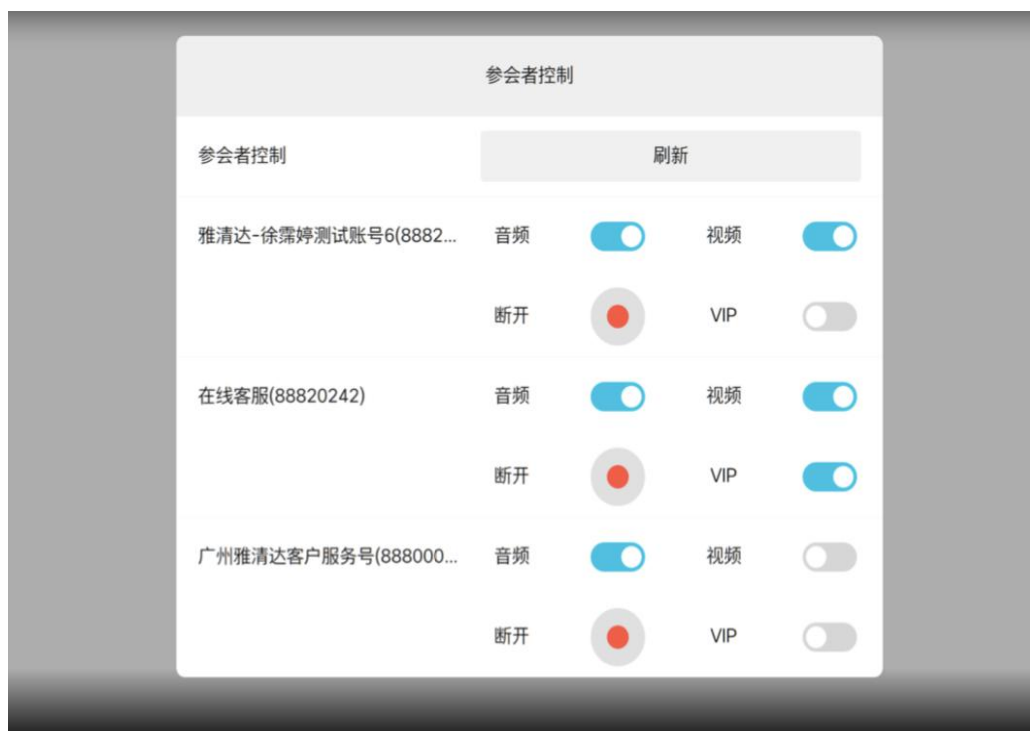 参会者控制
参会者控制 刷新
雅清达-徐霈婷测试账号6(8882... 音频 视频
断开 VIP
在线客服(88820242) 音频 视频
断开 VIP
广州雅清达客户服务号(888000... 音频 视频
断开 VIP